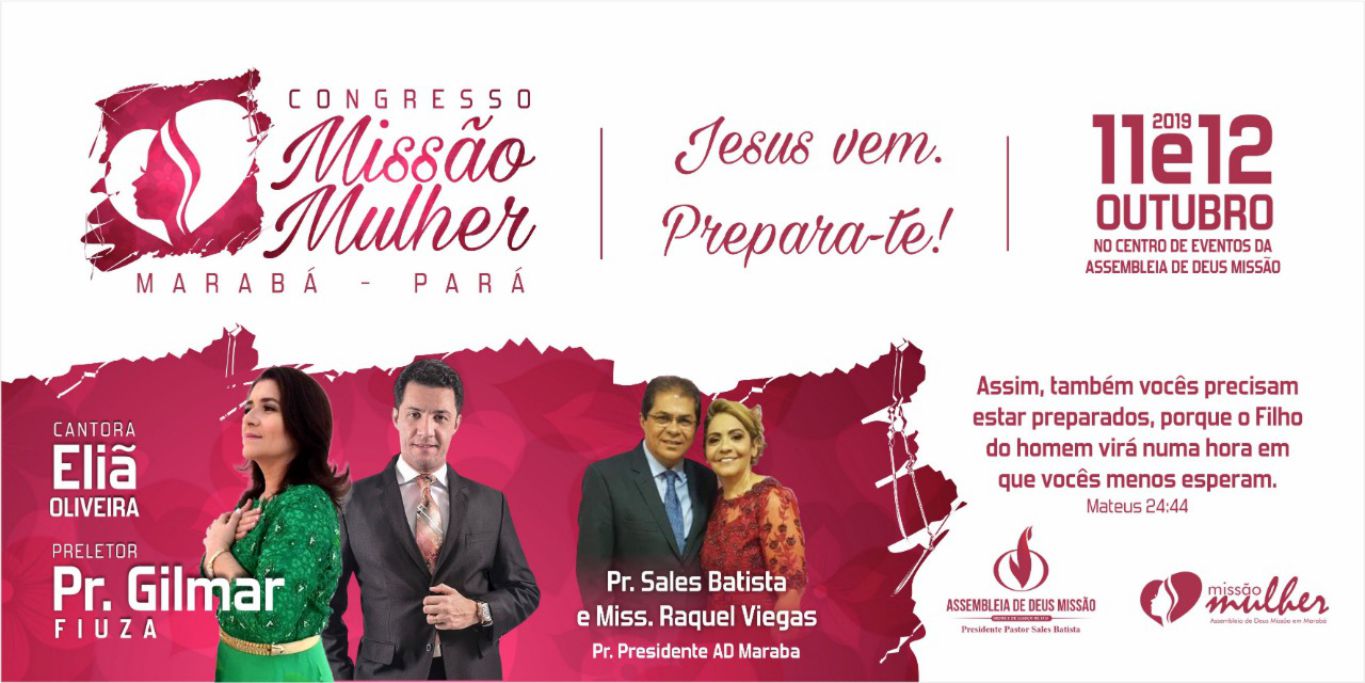 CONGRESSO
Missão
Mulher
MARABÁ - PARÁ
Jesus vem.
Prepara-te!
2019
11 e 12
OUTUBRO
NO CENTRO DE EVENTOS DA
ASSEMBLEIA DE DEUS MISSÃO
CANTORA
Eliã
OLIVEIRA
PRELETOR
Pr. Gilmar
FIUZA
Pr. Sales Batista
e Miss. Raquel Viegas
Pr. Presidente AD Maraba
Assim, também vocês precisam
estar preparados, porque o Filho
do homem virá numa hora em
que vocês menos esperam.
Mateus 24:44
ASSEMBLEIA DE DEUS MISSÃO
Presidente Pastor Sales Batista
missão
mulher
Assembleia de Deus Missão em Marabá